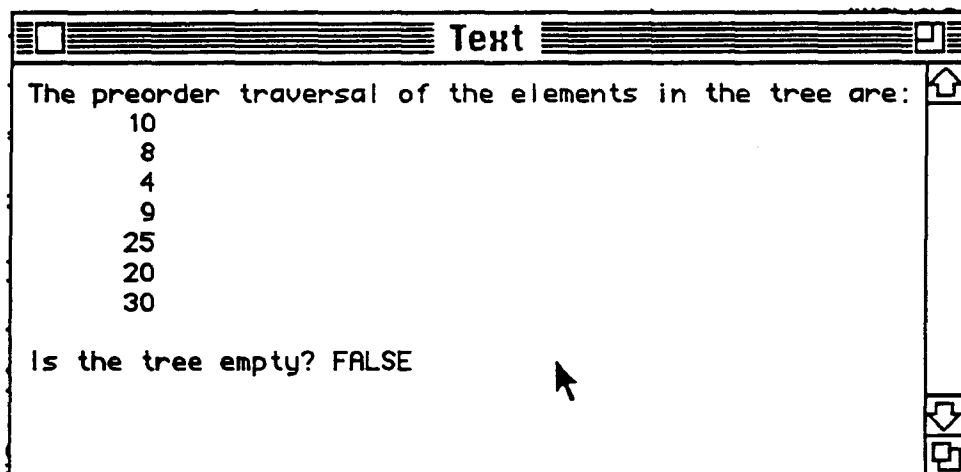 Text
The preorder traversal of the elements in the tree are:
10
8
4
9
25
20
30
Is the tree empty? FALSE